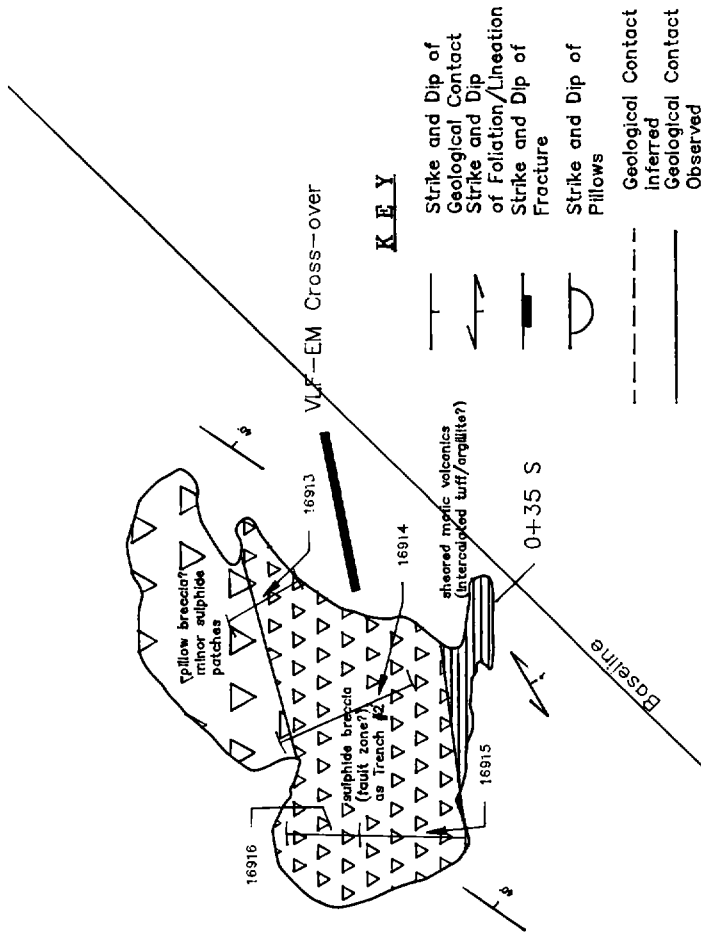 VLF-EM Cross-over
16913
16914
16915
16916
pillow breccia?
minor sulphide
patches
sulphide breccia
(fault zone?)
as Trench #2
sheared mafic volcanics
(intercalated tuff/argillite?)
0+35 S
Baseline
40°
40°
KEY
Strike and Dip of
Geological Contact
Strike and Dip
of Foliation/Lineation
Strike and Dip of
Fracture
Strike and Dip of
Pillows
Geological Contact
inferred
Geological Contact
Observed